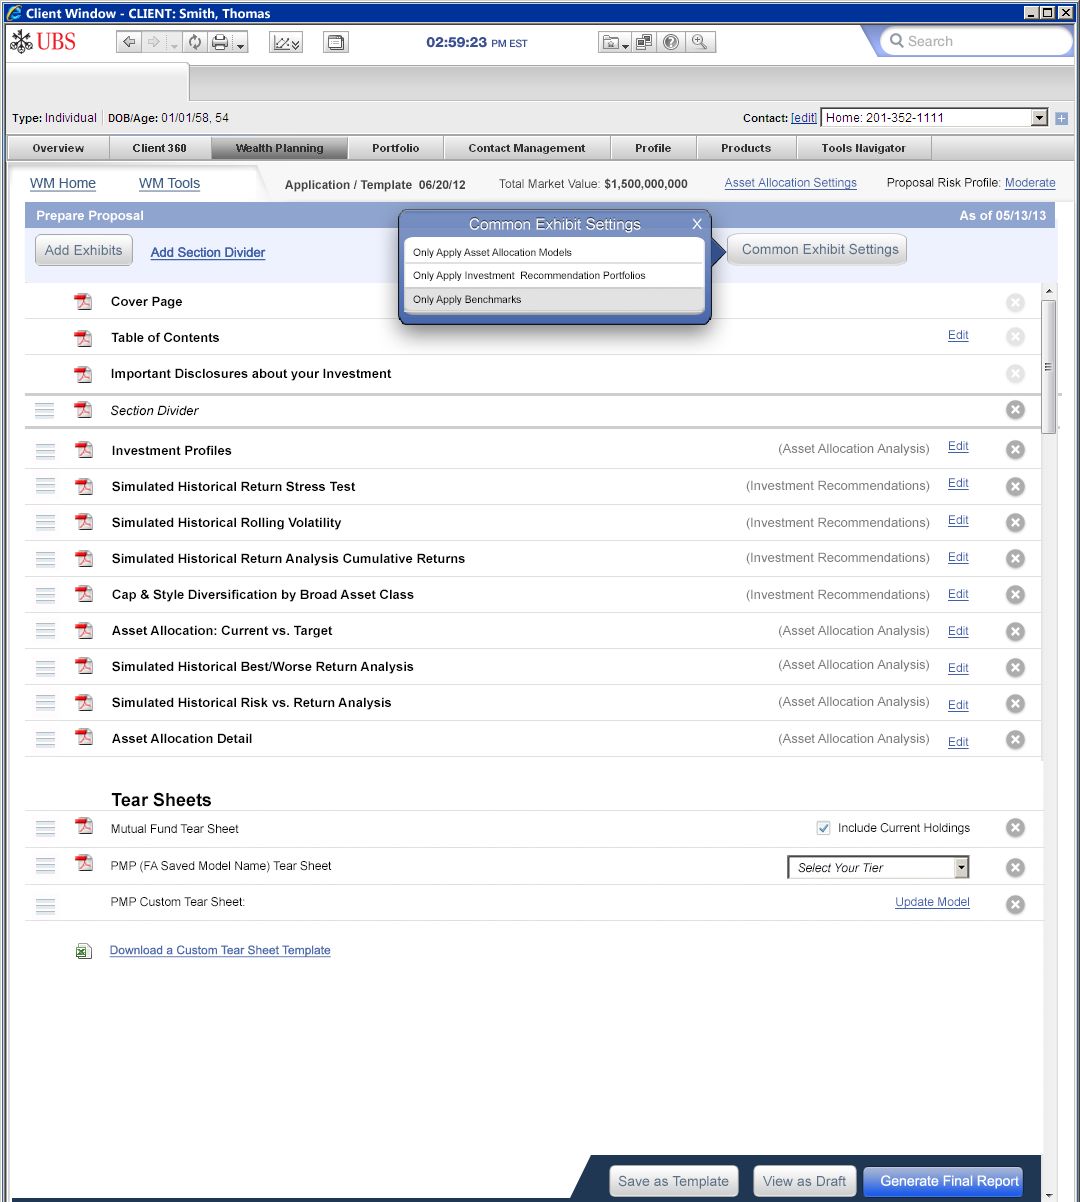 Client Window - CLIENT: Smith, Thomas
UBS
02:59:23 PM EST
Search
Type: Individual DOB/Age: 01/01/58, 54
Contact: [edit] Home: 201-352-1111
Overview Client 360 Wealth Planning Portfolio Contact Management Profile Products Tools Navigator
WM Home WM Tools Application / Template 06/20/12 Total Market Value: $1,500,000,000 Asset Allocation Settings Proposal Risk Profile: Moderate
Prepare Proposal As of 05/13/13
Add Exhibits Add Section Divider Common Exhibit Settings
Common Exhibit Settings X
Only Apply Asset Allocation Models
Only Apply Investment Recommendation Portfolios
Only Apply Benchmarks
Cover Page
Table of Contents Edit
Important Disclosures about your Investment
Section Divider
Investment Profiles (Asset Allocation Analysis) Edit
Simulated Historical Return Stress Test (Investment Recommendations) Edit
Simulated Historical Rolling Volatility (Investment Recommendations) Edit
Simulated Historical Return Analysis Cumulative Returns (Investment Recommendations) Edit
Cap & Style Diversification by Broad Asset Class (Investment Recommendations) Edit
Asset Allocation: Current vs. Target (Asset Allocation Analysis) Edit
Simulated Historical Best/Worse Return Analysis (Asset Allocation Analysis) Edit
Simulated Historical Risk vs. Return Analysis (Asset Allocation Analysis) Edit
Asset Allocation Detail (Asset Allocation Analysis) Edit
Tear Sheets
Mutual Fund Tear Sheet Include Current Holdings
PMP (FA Saved Model Name) Tear Sheet Select Your Tier
PMP Custom Tear Sheet: Update Model
Download a Custom Tear Sheet Template
Save as Template View as Draft Generate Final Report